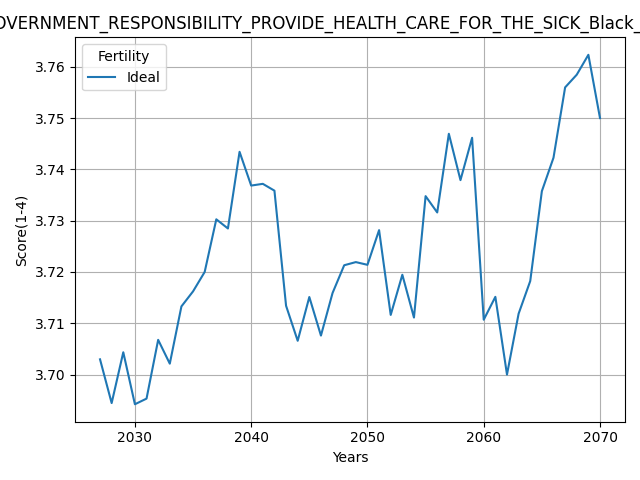 OVERNMENT_RESPONSIBILITY_PROVIDE_HEALTH_CARE_FOR_THE_SICK_Black_
Fertility
Ideal
3.76
3.75
3.74
3.73
3.72
3.71
3.70
Score(1-4)
2030 2040 2050 2060 2070
Years